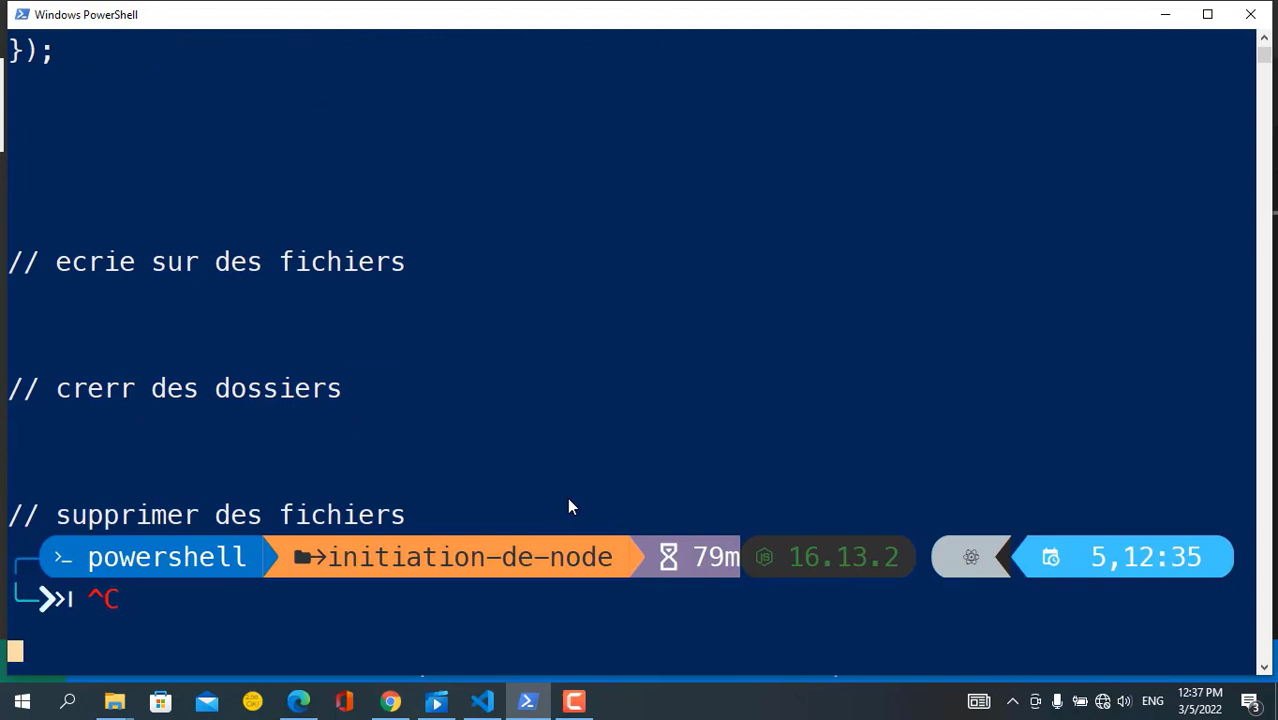 Windows PowerShell
});
// ecrie sur des fichiers
// crerr des dossiers
// supprimer des fichiers
powershell initiation-de-node 79m 16.13.2 5,12:35
^C
ENG
12:37 PM
3/5/2022
3